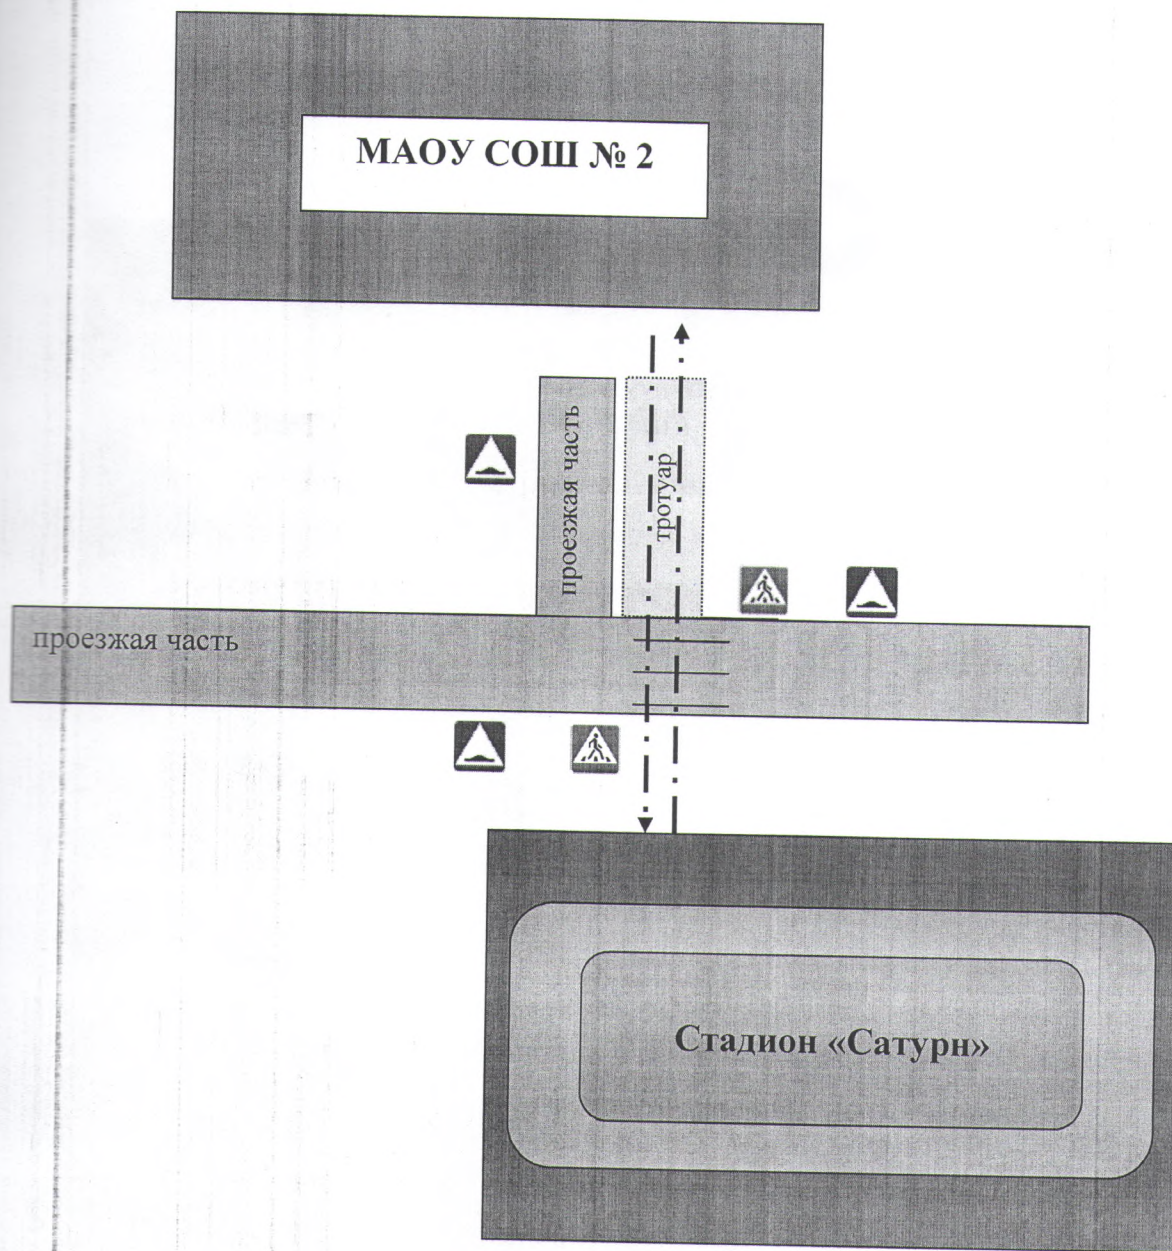 МАОУ СОШ № 2
проезжая часть
тротуар
проезжая часть
Стадион «Сатурн»